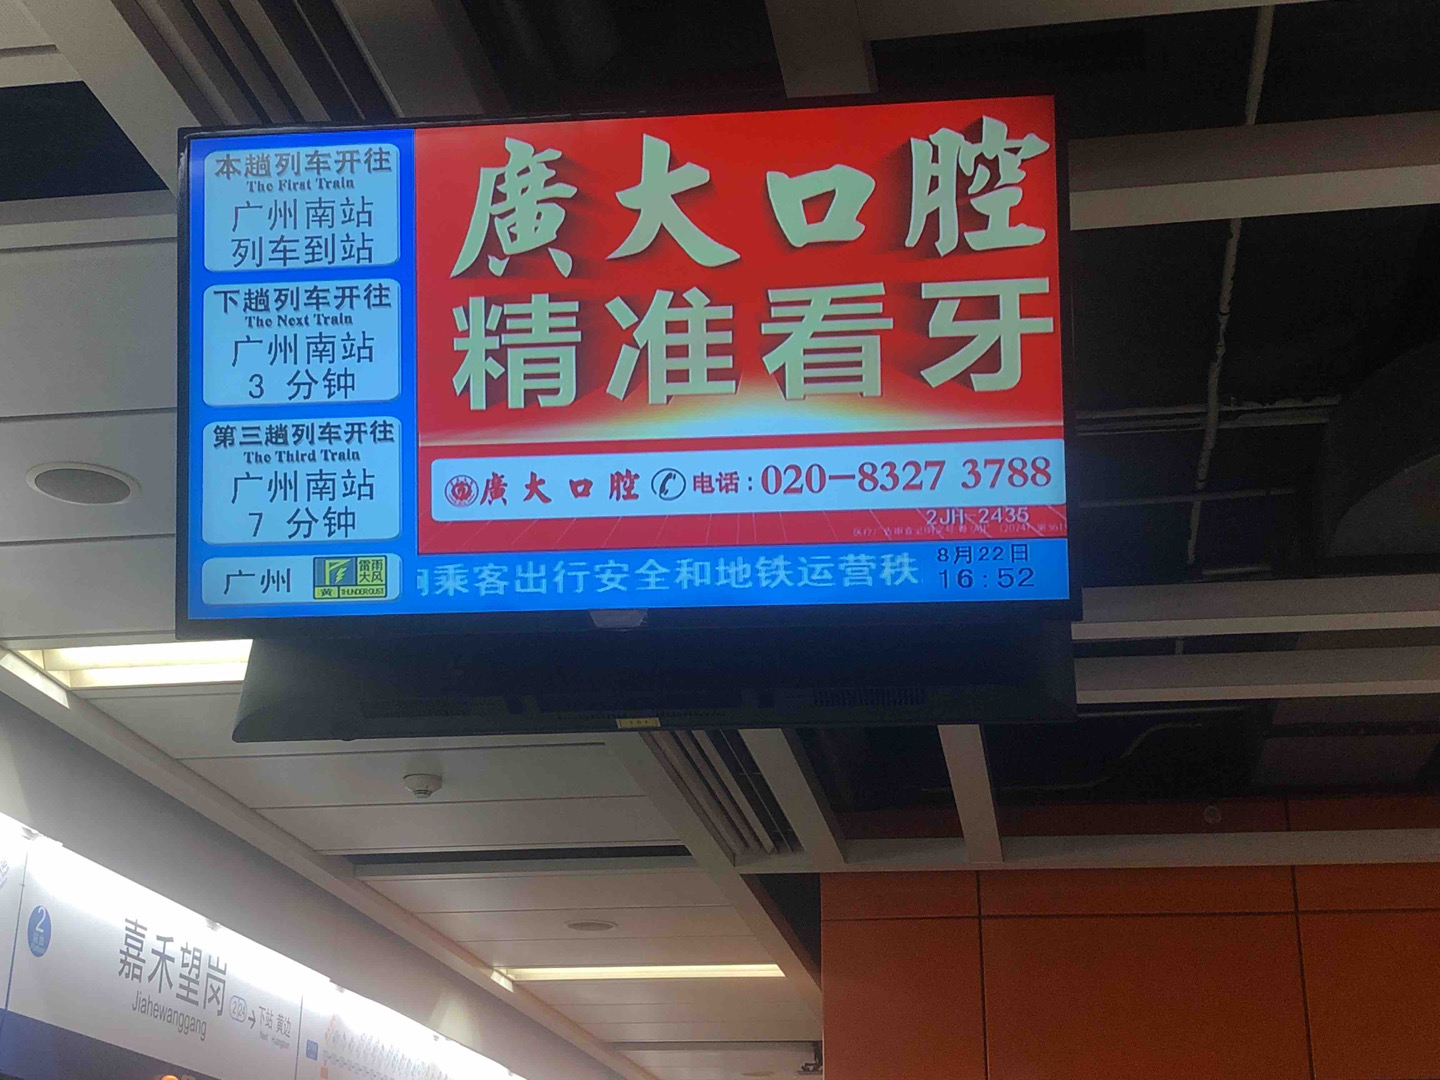 本趟列车开往
The First Train
广州南站
列车到站
下趟列车开往
The Next Train
广州南站
3 分钟
第三趟列车开往
The Third Train
广州南站
7 分钟
广州
雷雨
大风
黄 THUNDER GUST
廣大口腔
精准看牙
廣大口腔 电话：020-8327 3788
2JH-2435
乘客出行安全和地铁运营秩
8月22日
16:52
2
嘉禾望岗
Jiahewanggang
下站 黄边